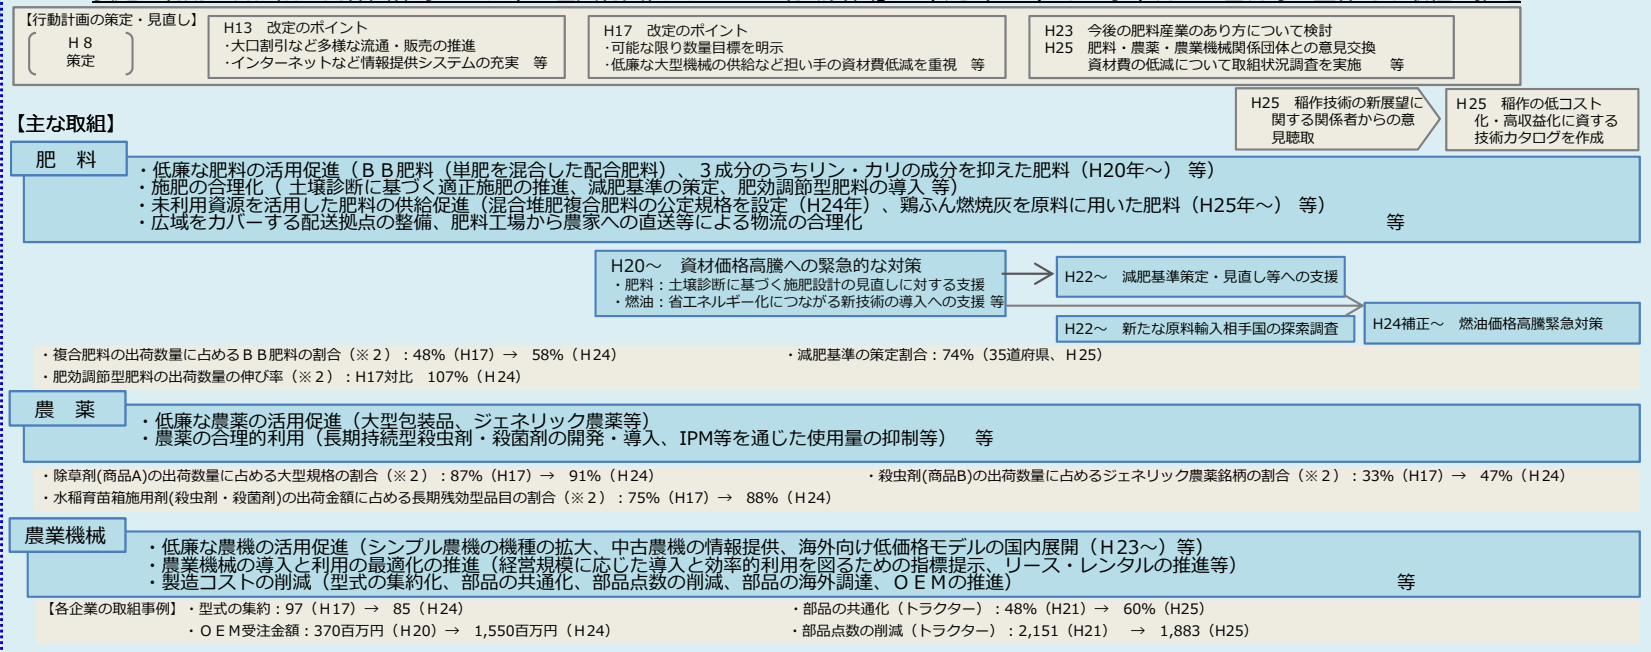 【行動計画の策定・見直し】
H8
策定
H13 改定のポイント
・大口割引など多様な流通・販売の推進
・インターネットなど情報提供システムの充実 等
H17 改定のポイント
・可能な限り数量目標を明示
・低廉な大型機械の供給など担い手の資材費低減を重視 等
H23 今後の肥料産業のあり方について検討
H25 肥料・農薬・農業機械関係団体との意見交換
資材費の低減について取組状況調査を実施 等
H25 稲作技術の新展望に
関する関係者からの意
見聴取
H25 稲作の低コスト
化・高収益化に資する
技術カタログを作成
【主な取組】
肥 料
・低廉な肥料の活用促進（ＢＢ肥料（単肥を混合した配合肥料）、３成分のうちリン・カリの成分を抑えた肥料（H20年～） 等）
・施肥の合理化（ 土壌診断に基づく適正施肥の推進、減肥基準の策定、肥効調節型肥料の導入 等）
・未利用資源を活用した肥料の供給促進（混合堆肥複合肥料の公定規格を設定（H24年）、鶏ふん燃焼灰を原料に用いた肥料（H25年～） 等）
・広域をカバーする配送拠点の整備、肥料工場から農家への直送等による物流の合理化 等
H20～ 資材価格高騰への緊急的な対策
・肥料：土壌診断に基づく施肥設計の見直しに対する支援
・燃油：省エネルギー化につながる新技術の導入への支援 等
H22～ 減肥基準策定・見直し等への支援
H22～ 新たな原料輸入相手国の探索調査
H24補正～ 燃油価格高騰緊急対策
・複合肥料の出荷数量に占めるＢＢ肥料の割合（※２）：48%（H17）→ 58%（Ｈ24）
・減肥基準の策定割合：74%（35道府県、Ｈ25）
・肥効調節型肥料の出荷数量の伸び率（※２）：H17対比 107%（Ｈ24）
農 薬
・低廉な農薬の活用促進（大型包装品、ジェネリック農薬等）
・農薬の合理的利用（長期持続型殺虫剤・殺菌剤の開発・導入、IPM等を通じた使用量の抑制等） 等
・除草剤(商品A)の出荷数量に占める大型規格の割合（※２）：87%（H17）→ 91%（H24）
・殺虫剤(商品B)の出荷数量に占めるジェネリック農薬銘柄の割合（※２）：33%（H17）→ 47%（H24）
・水稲育苗箱施用剤(殺虫剤・殺菌剤)の出荷金額に占める長期残効型品目の割合（※２）：75%（H17）→ 88%（H24）
農業機械
・低廉な農機の活用促進（シンプル農機の機種の拡大、中古農機の情報提供、海外向け低価格モデルの国内展開（Ｈ23～）等）
・農業機械の導入と利用の最適化の推進（経営規模に応じた導入と効率的利用を図るための指標提示、リース・レンタルの推進等）
・製造コストの削減（型式の集約化、部品の共通化、部品点数の削減、部品の海外調達、ＯＥＭの推進） 等
【各企業の取組事例】・型式の集約：97（Ｈ17）→ 85（Ｈ24）
・部品の共通化（トラクター）：48%（H21）→ 60%（H25）
・ＯＥＭ受注金額：370百万円（Ｈ20）→ 1,550百万円（Ｈ24）
・部品点数の削減（トラクター）：2,151（H21） → 1,883（H25）